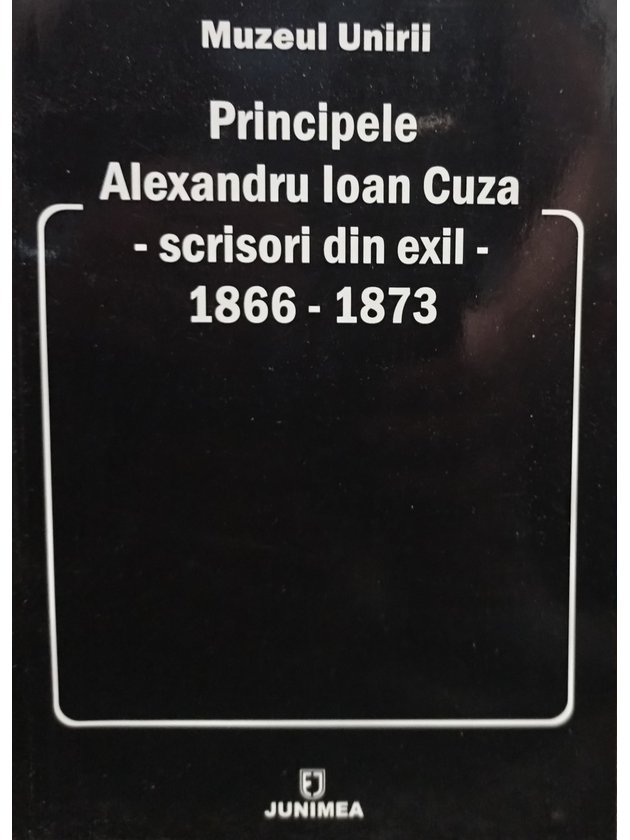 Muzeul Unirii
Principele
Alexandru Ioan Cuza
- scrisori din exil -
1866 - 1873
JUNIMEA